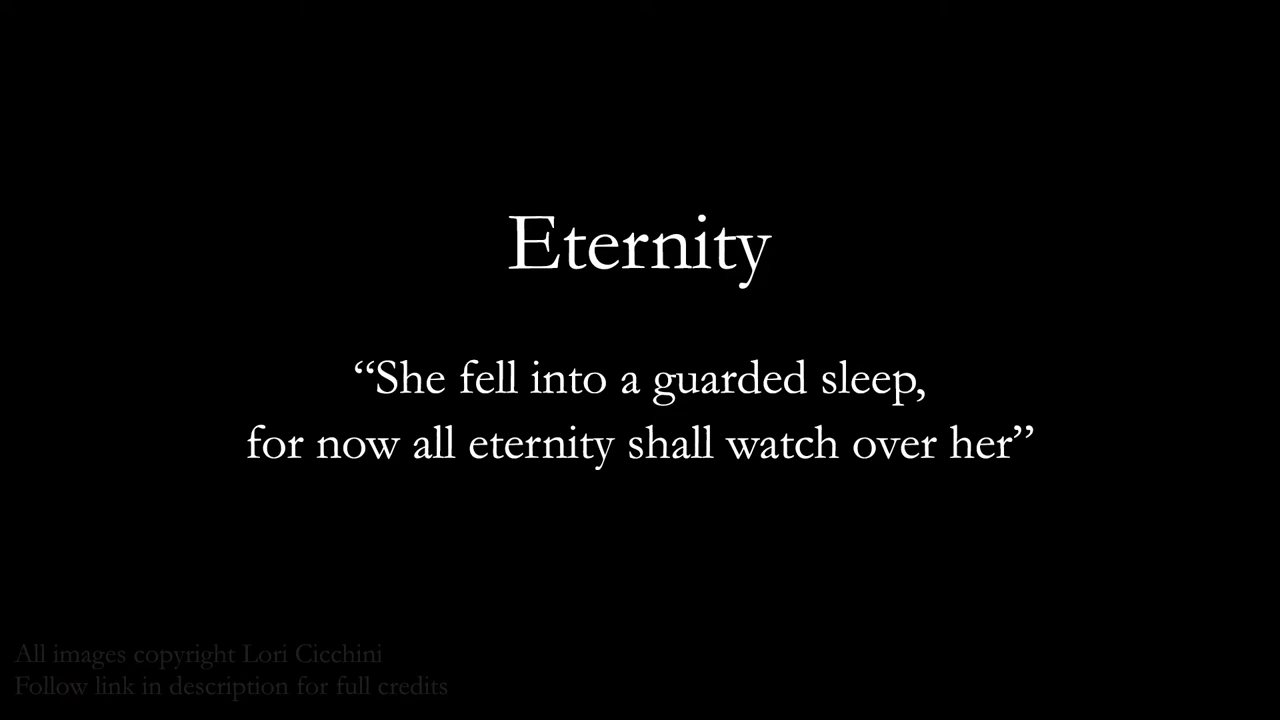 Eternity
“She fell into a guarded sleep,
for now all eternity shall watch over her”
All images copyright Lori Cicchini
Follow link in description for full credits